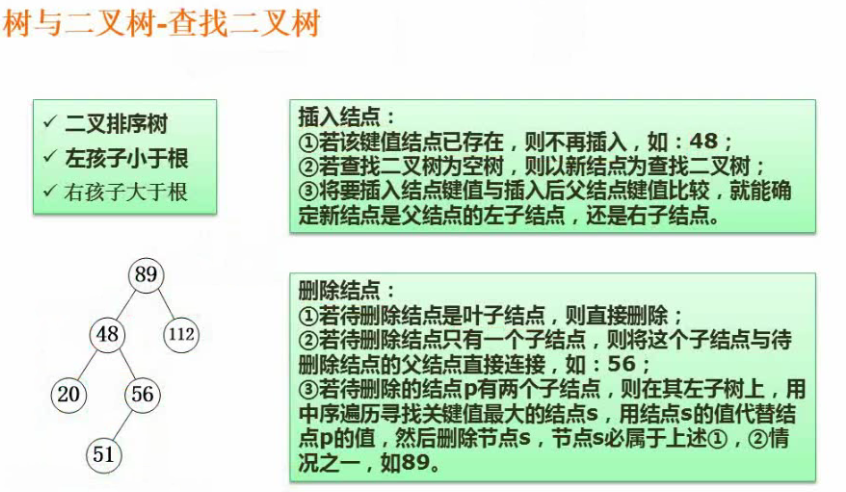 树与二叉树-查找二叉树
✓ 二叉排序树
✓ 左孩子小于根
✓ 右孩子大于根
插入结点：
①若该键值结点已存在，则不再插入，如：48；
②若查找二叉树为空树，则以新结点为查找二叉树；
③将要插入结点键值与插入后父结点键值比较，就能确
定新结点是父结点的左子结点，还是右子结点。
89
48
112
20
56
51
删除结点：
①若待删除结点是叶子结点，则直接删除；
②若待删除结点只有一个子结点，则将这个子结点与待
删除结点的父结点直接连接，如：56；
③若待删除的结点p有两个子结点，则在其左子树上，用
中序遍历寻找关键值最大的结点s，用结点s的值代替结
点p的值，然后删除节点s，节点s必属于上述①，②情
况之一，如89。